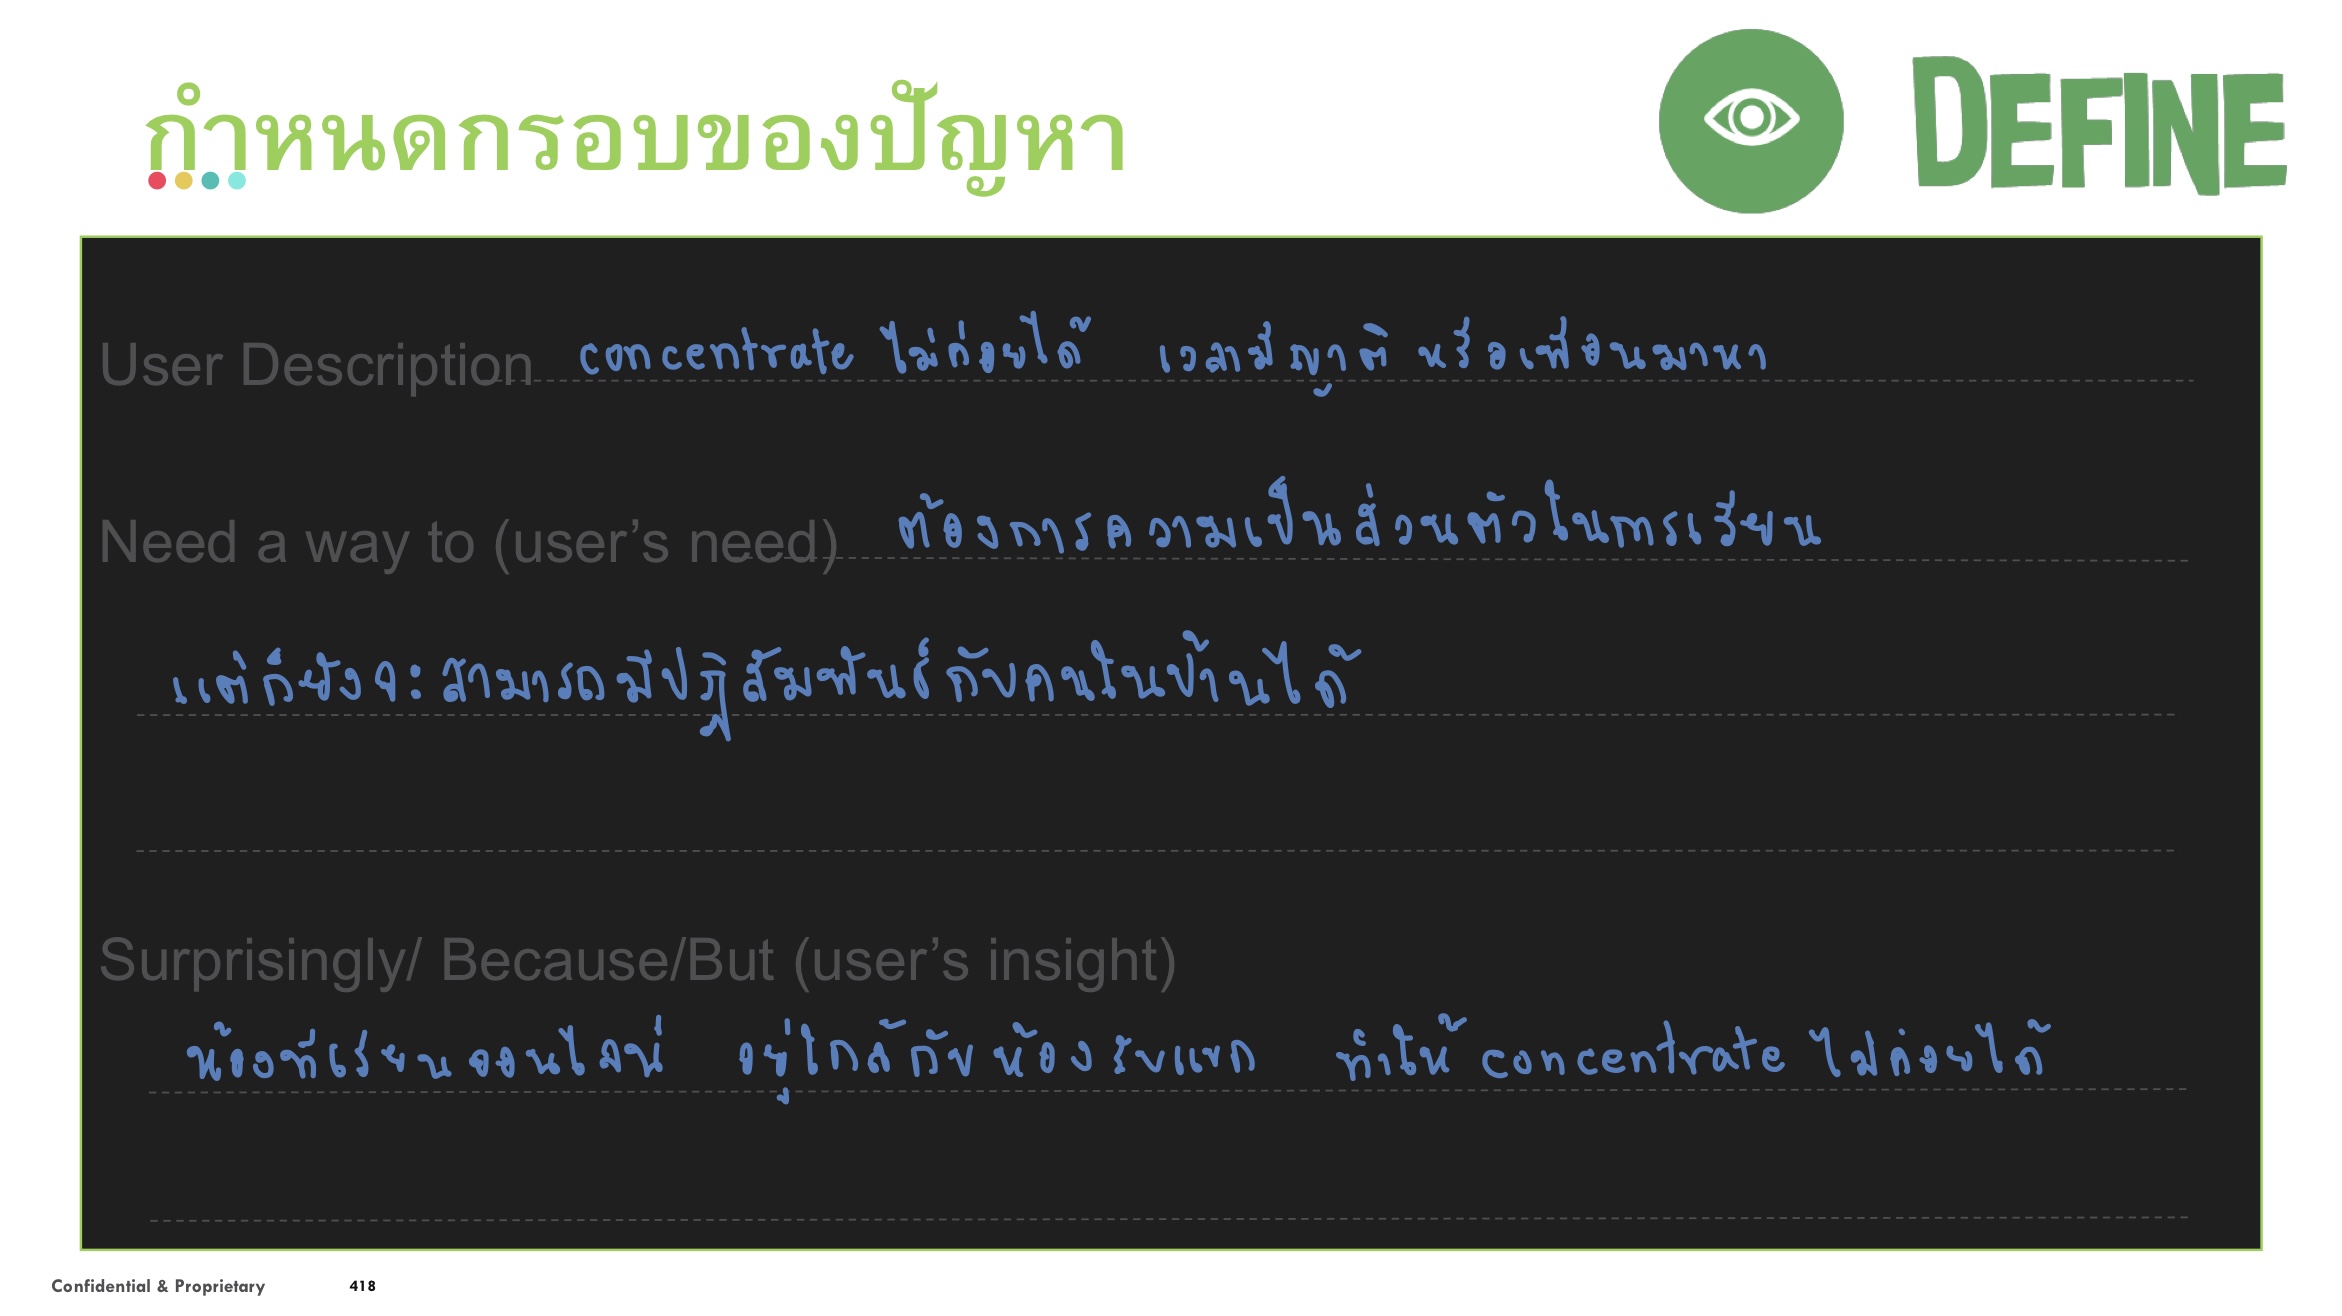 กำหนดกรอบของปัญหา
DEFINE
User Description concentrate ไม่ค่อยได้ เวลามีญาติ หรือเพื่อนมาหา
Need a way to (user's need) ต้องการความเป็นส่วนตัวในการเรียน
แต่ก็ยังจะสามารถมีปฏิสัมพันธ์กับคนในบ้านได้
Surprisingly/ Because/But (user's insight)
ห้องที่เรียนออนไลน์ อยู่ใกล้กับห้องรับแขก ทำให้ concentrate ไม่ค่อยได้
Confidential & Proprietary 418